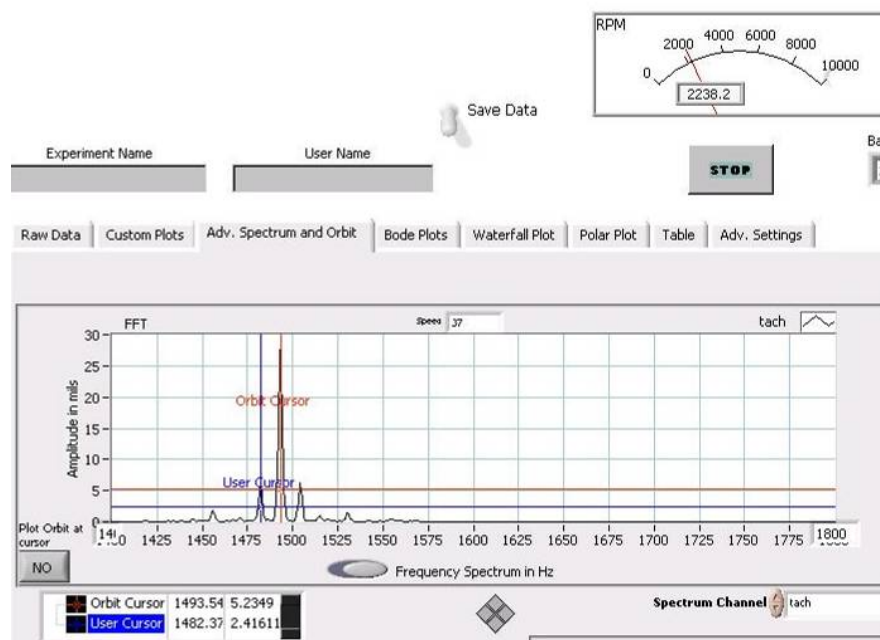 RPM
0 2000 4000 6000 8000 10000
2238.2
Save Data
Experiment Name User Name
STOP
Ba
Raw Data Custom Plots Adv. Spectrum and Orbit Bode Plots Waterfall Plot Polar Plot Table Adv. Settings
FFT Speed 37 tach
30
25
20
15
10
5
0
Amplitude in mils
Orbit Cursor
User Cursor
1425 1450 1475 1500 1525 1550 1575 1600 1625 1650 1675 1700 1725 1750 1775 1800
Plot Orbit at
cursor
NO
Frequency Spectrum in Hz
Orbit Cursor 1493.54 5.2349
User Cursor 1482.37 2.41611
Spectrum Channel tach